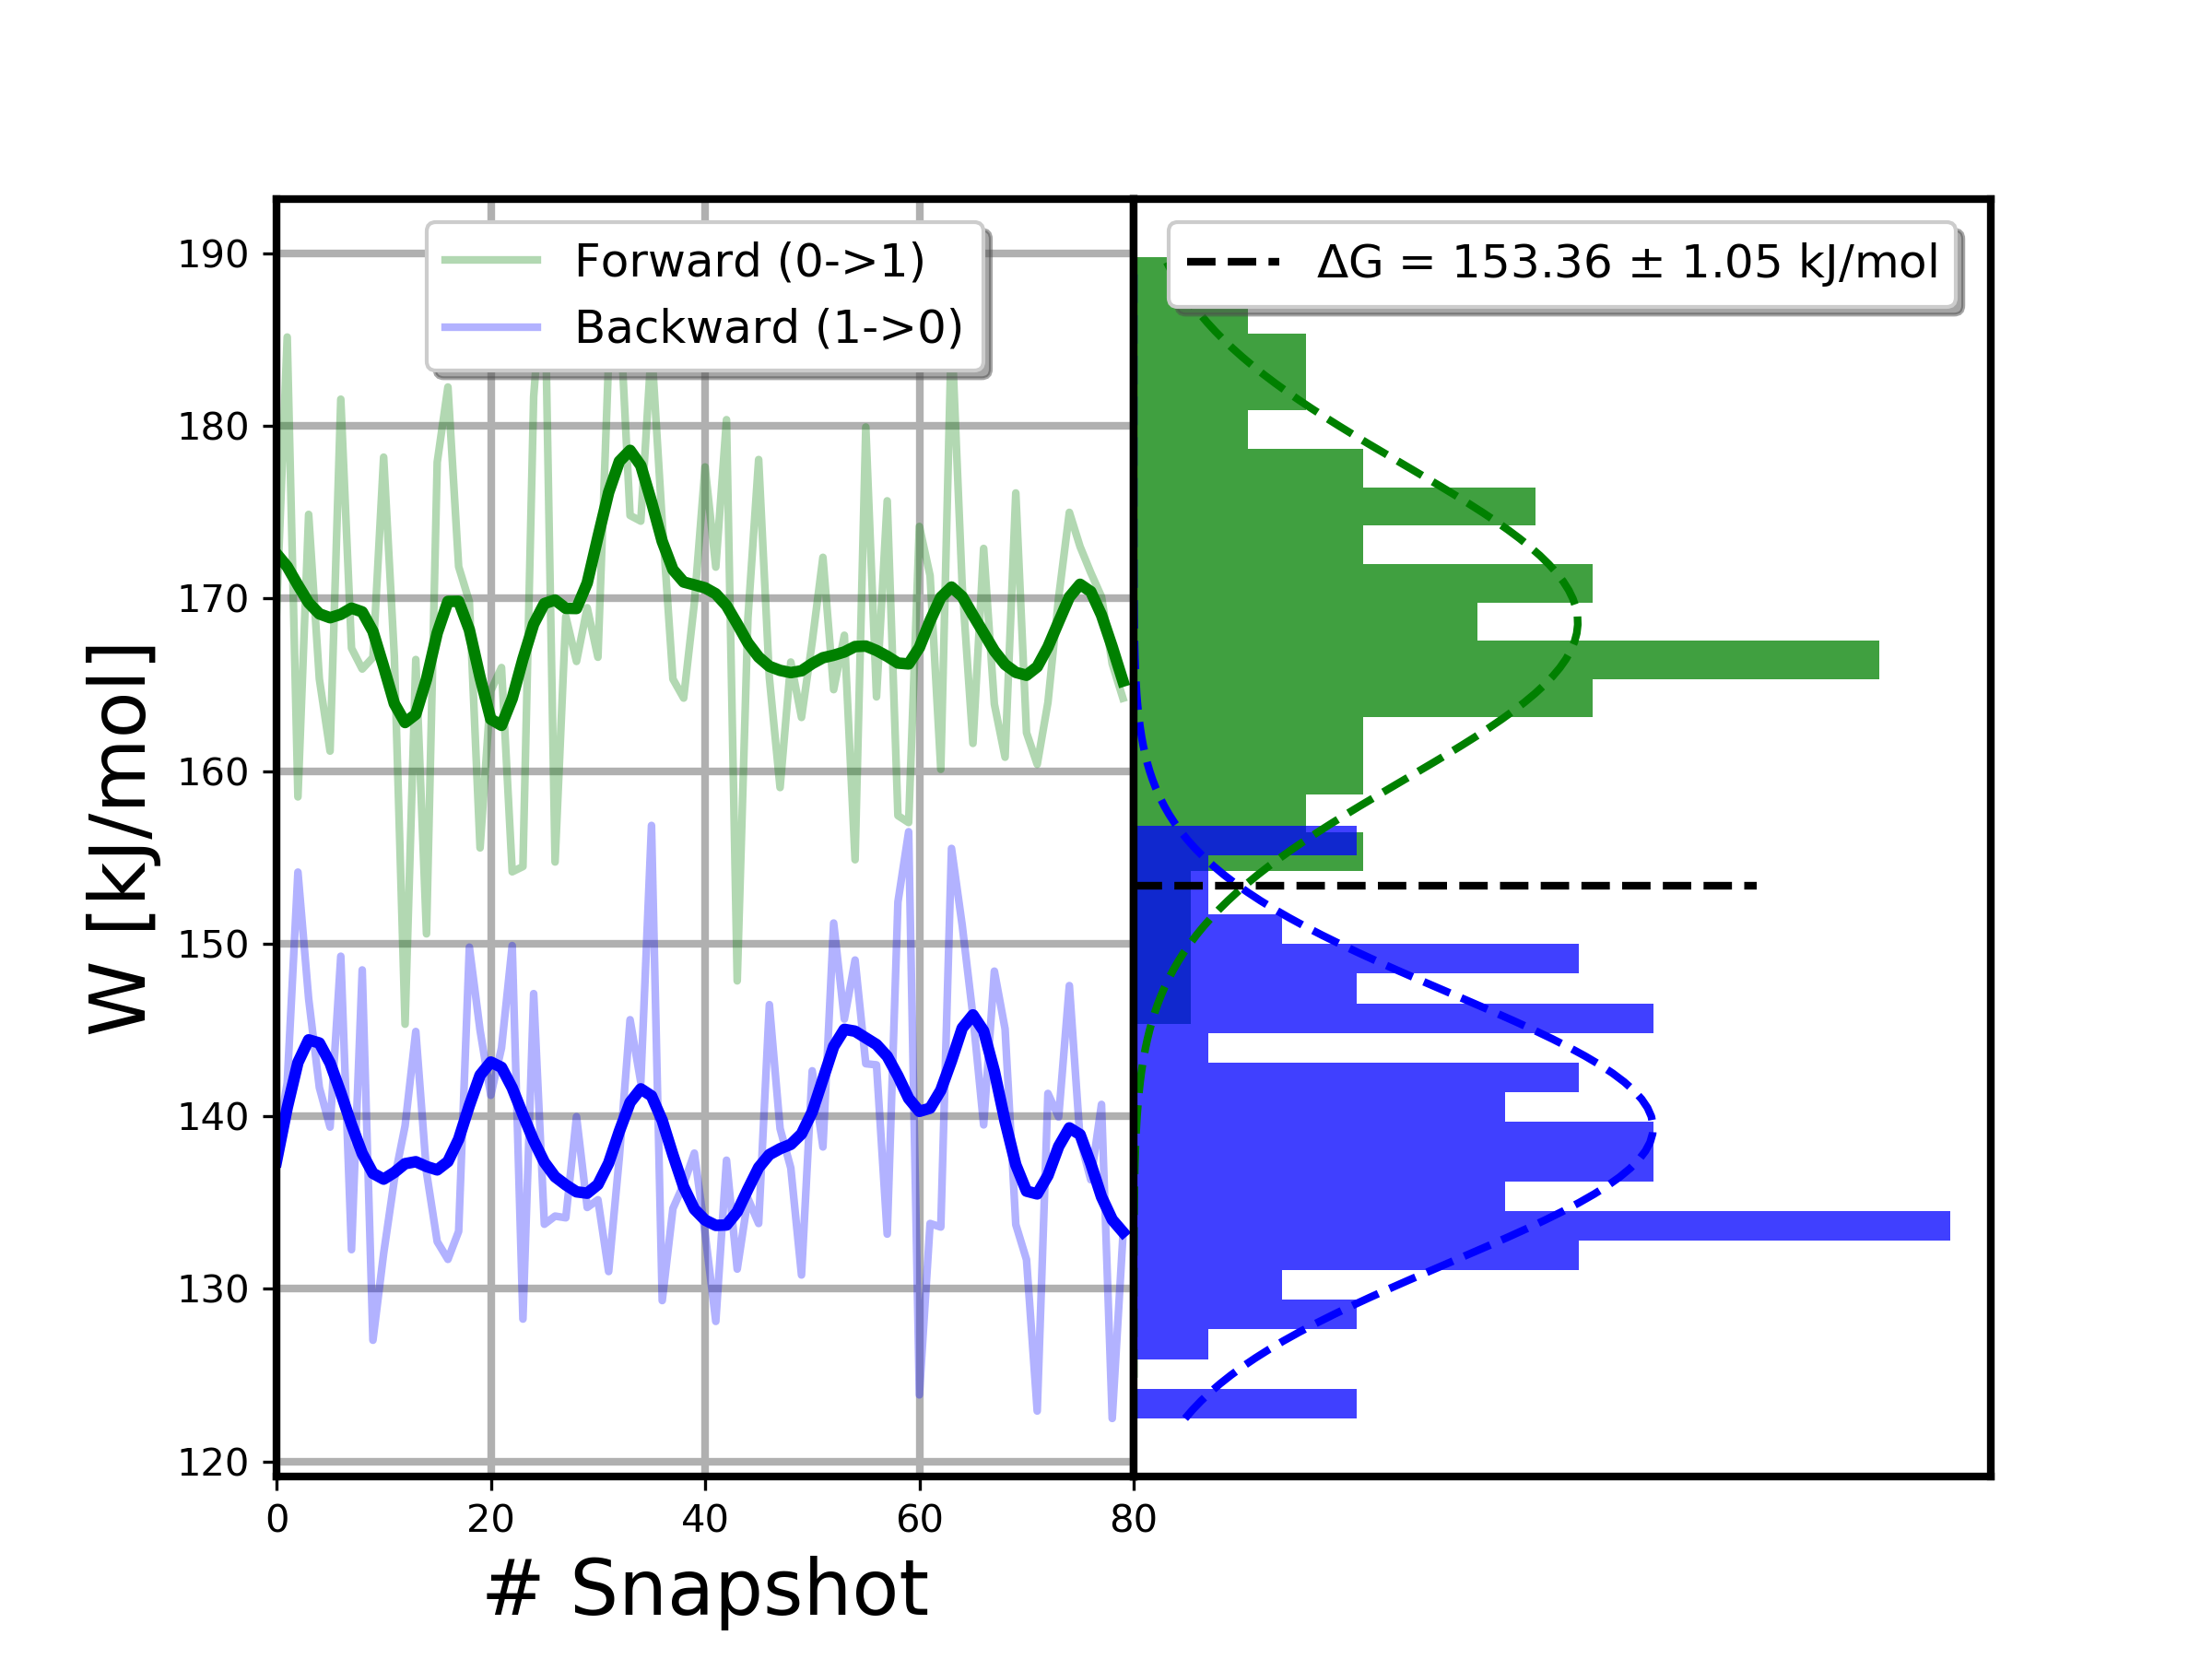 Forward (0->1)
Backward (1->0)
ΔG = 153.36 ± 1.05 kJ/mol
W [kJ/mol]
190
180
170
160
150
140
130
120
0 20 40 60 80
# Snapshot